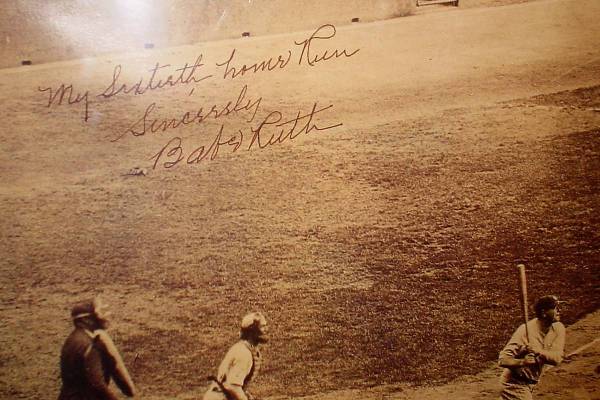 My Sixtieth home Run
Sincerely
Babe Ruth